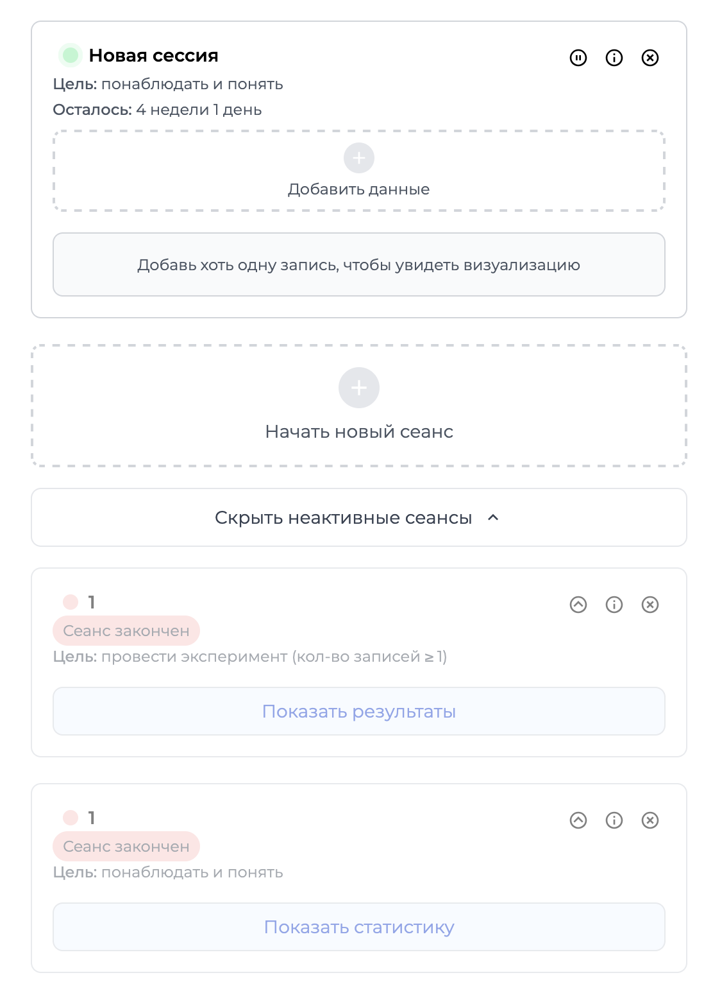 Новая сессия
Цель: понаблюдать и понять
Осталось: 4 недели 1 день
Добавить данные
Добавь хоть одну запись, чтобы увидеть визуализацию
Начать новый сеанс
Скрыть неактивные сеансы
1
Сеанс закончен
Цель: провести эксперимент (кол-во записей ≥ 1)
Показать результаты
1
Сеанс закончен
Цель: понаблюдать и понять
Показать статистику